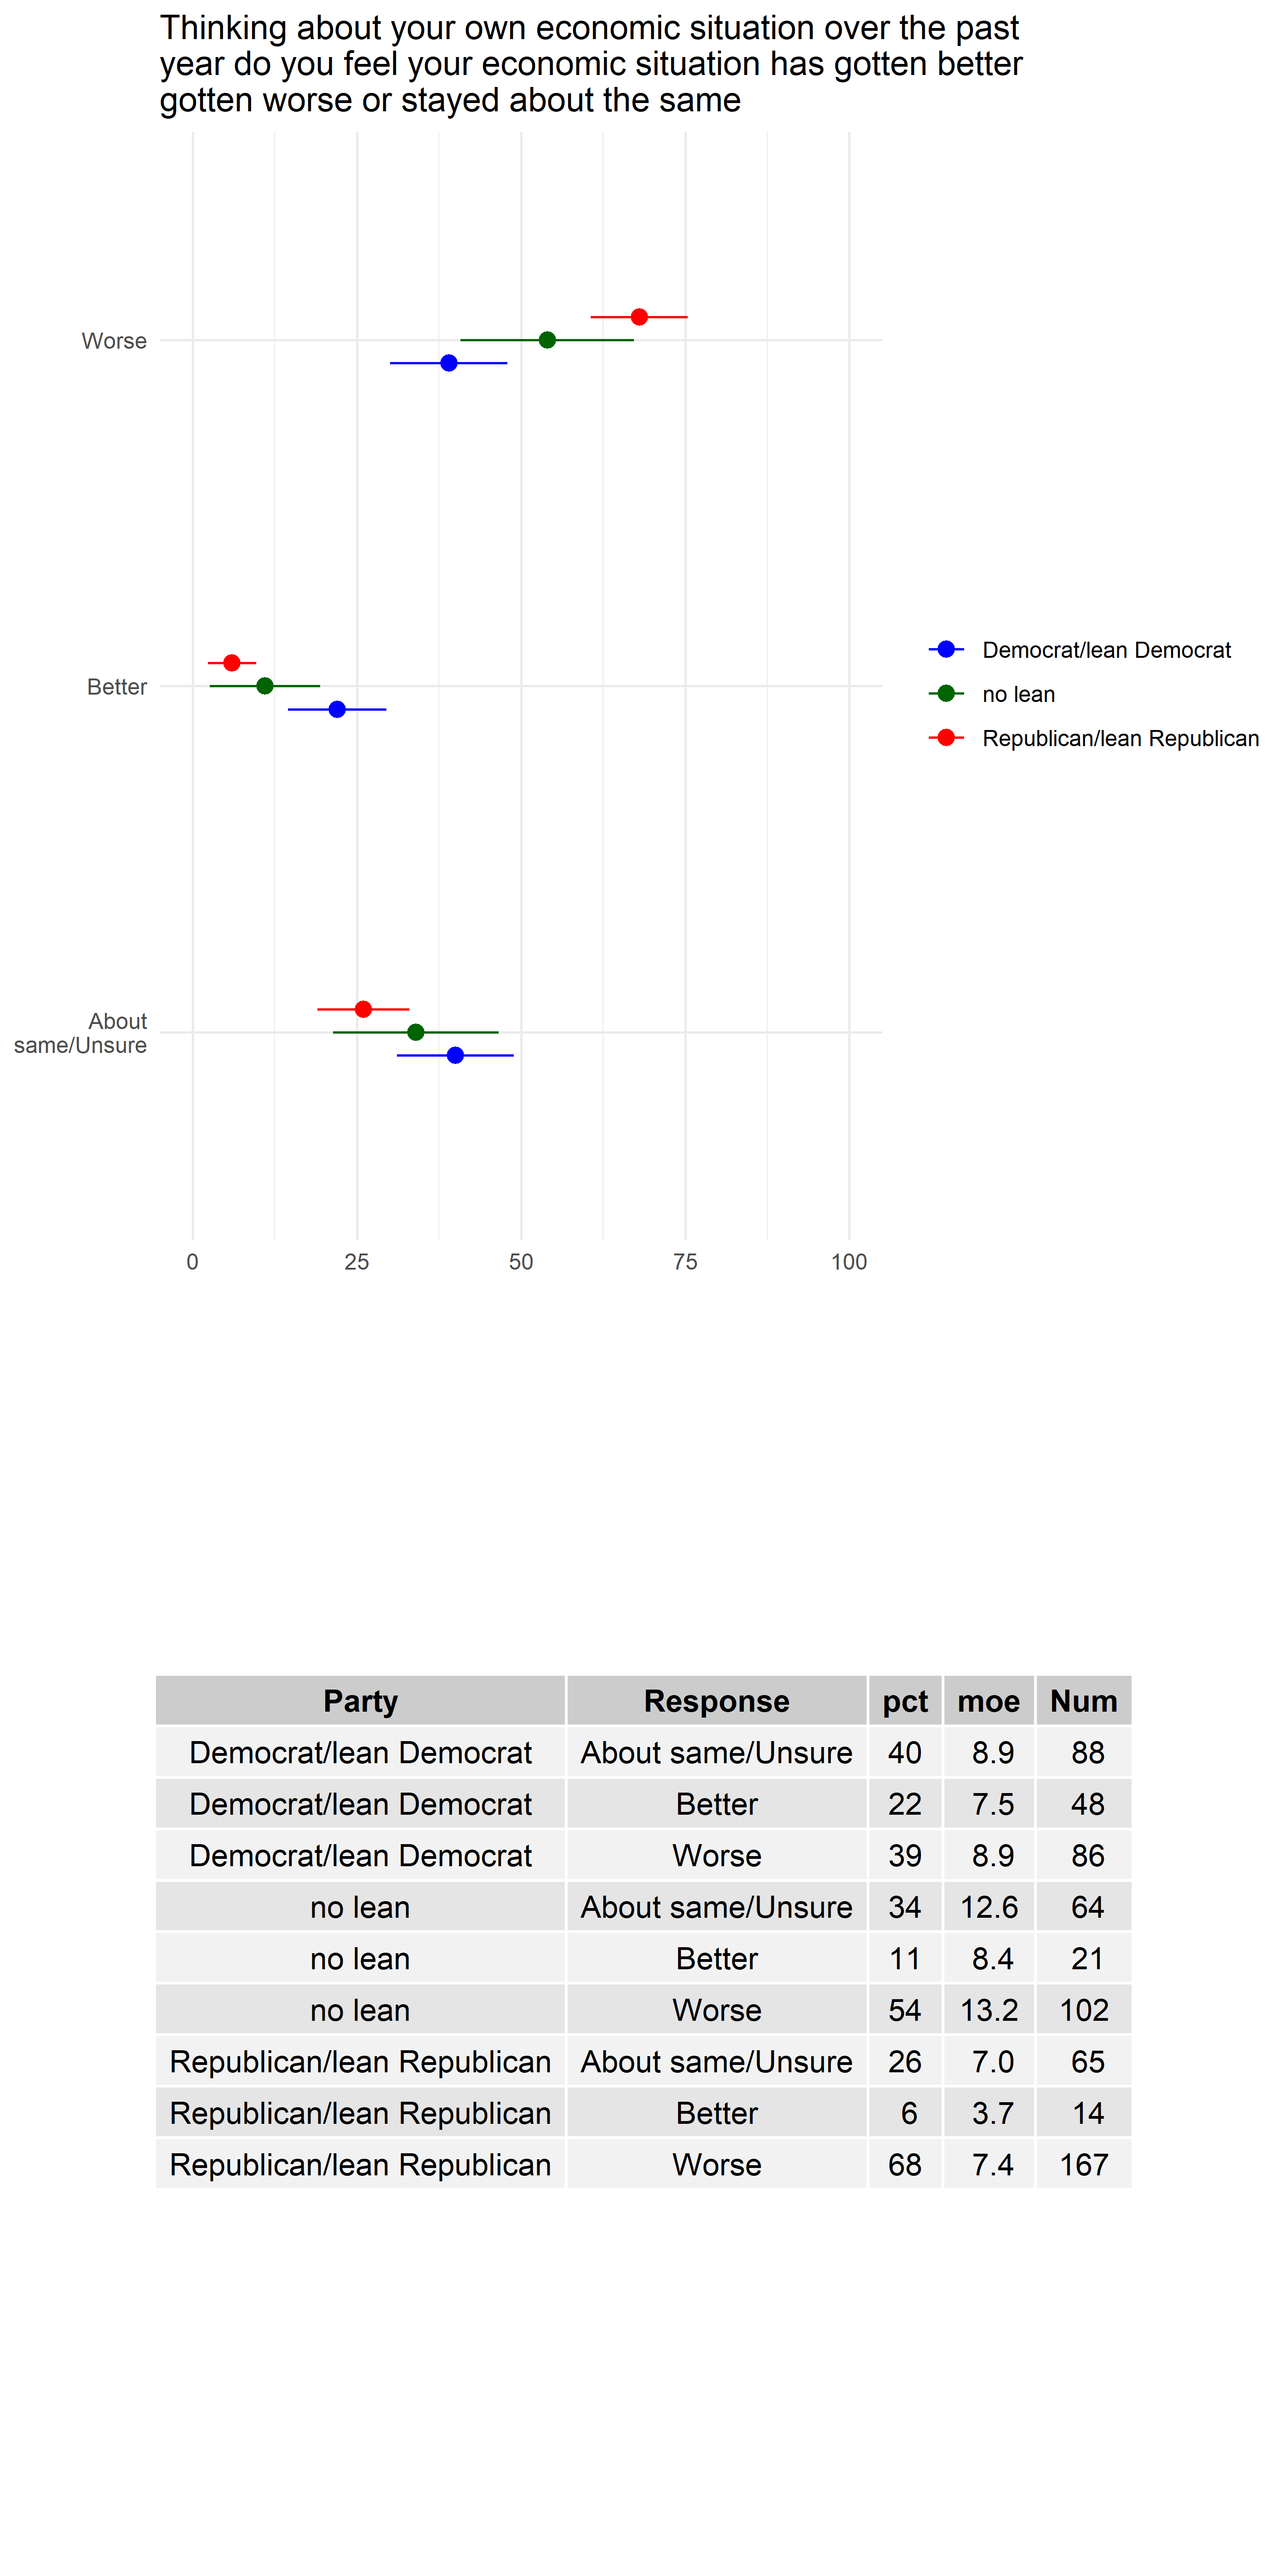 Thinking about your own economic situation over the past
year do you feel your economic situation has gotten better
gotten worse or stayed about the same
Worse
Better
About
same/Unsure
0 25 50 75 100
Democrat/lean Democrat
no lean
Republican/lean Republican
Party Response pct moe Num
Democrat/lean Democrat About same/Unsure 40 8.9 88
Democrat/lean Democrat Better 22 7.5 48
Democrat/lean Democrat Worse 39 8.9 86
no lean About same/Unsure 34 12.6 64
no lean Better 11 8.4 21
no lean Worse 54 13.2 102
Republican/lean Republican About same/Unsure 26 7.0 65
Republican/lean Republican Better 6 3.7 14
Republican/lean Republican Worse 68 7.4 167